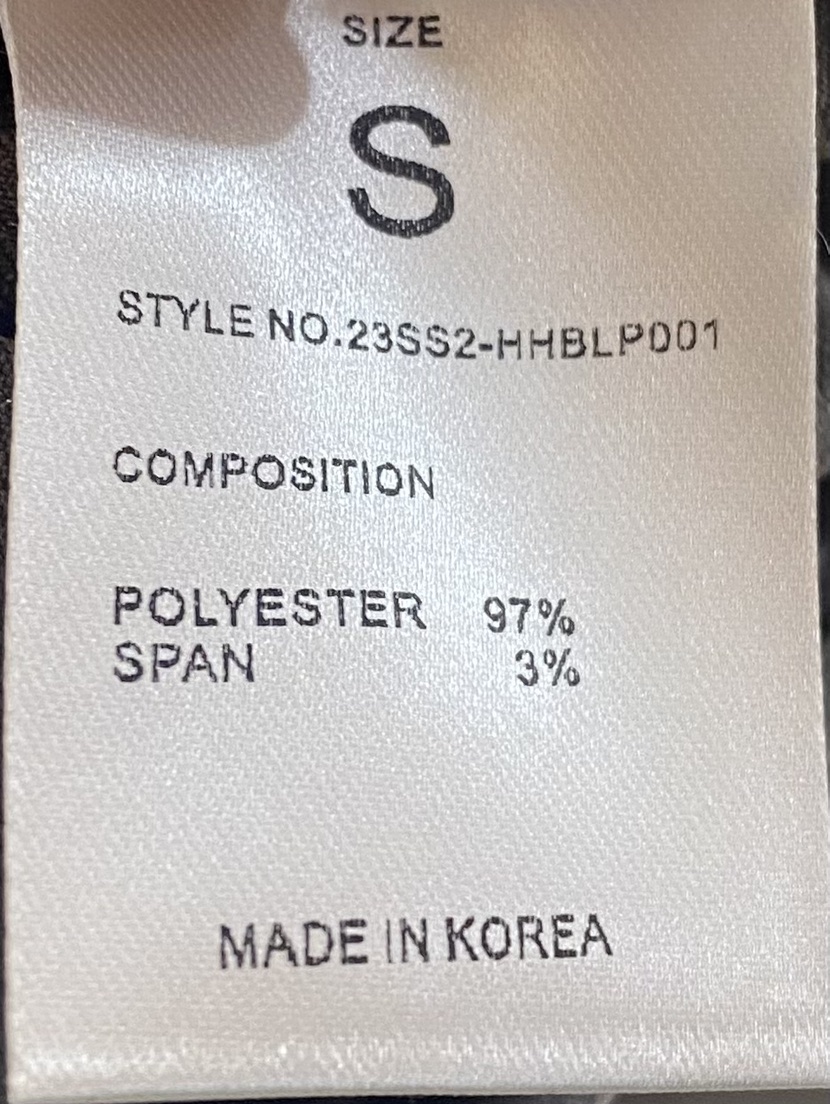 SIZE
S
STYLE NO.23SS2-HHBLP001
COMPOSITION
POLYESTER 97%
SPAN 3%
MADE IN KOREA